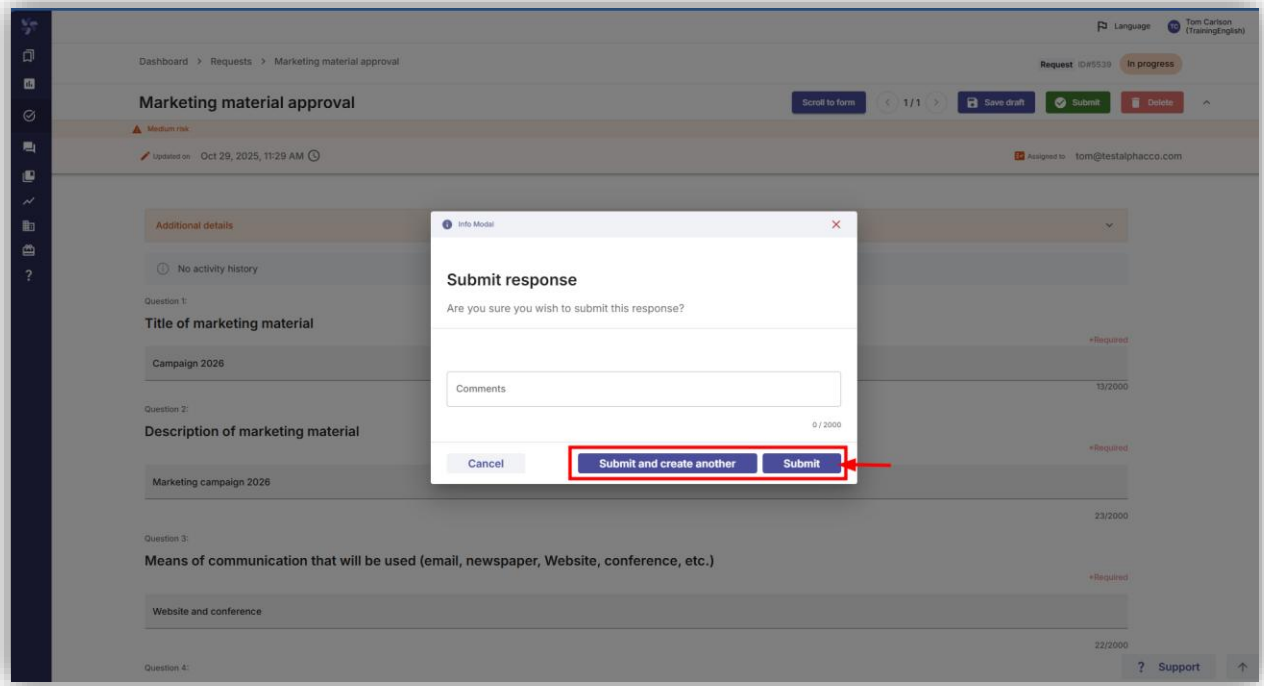 Language
TC
Tom Carlson
(TrainingEnglish)
Dashboard > Requests > Marketing material approval
Request ID#5539 In progress
Marketing material approval
Scroll to form
< 1/1 >
Save draft
Submit
Delete
Medium risk
Updated on Oct 29, 2025, 11:29 AM
Assigned to tom@testalphacco.com
Additional details
No activity history
Question 1:
Title of marketing material
*Required
Campaign 2026
13/2000
Question 2:
Description of marketing material
*Required
Marketing campaign 2026
23/2000
Question 3:
Means of communication that will be used (email, newspaper, Website, conference, etc.)
*Required
Website and conference
22/2000
Question 4:
Info Modal
Submit response
Are you sure you wish to submit this response?
Comments
0 / 2000
Cancel
Submit and create another
Submit
? Support